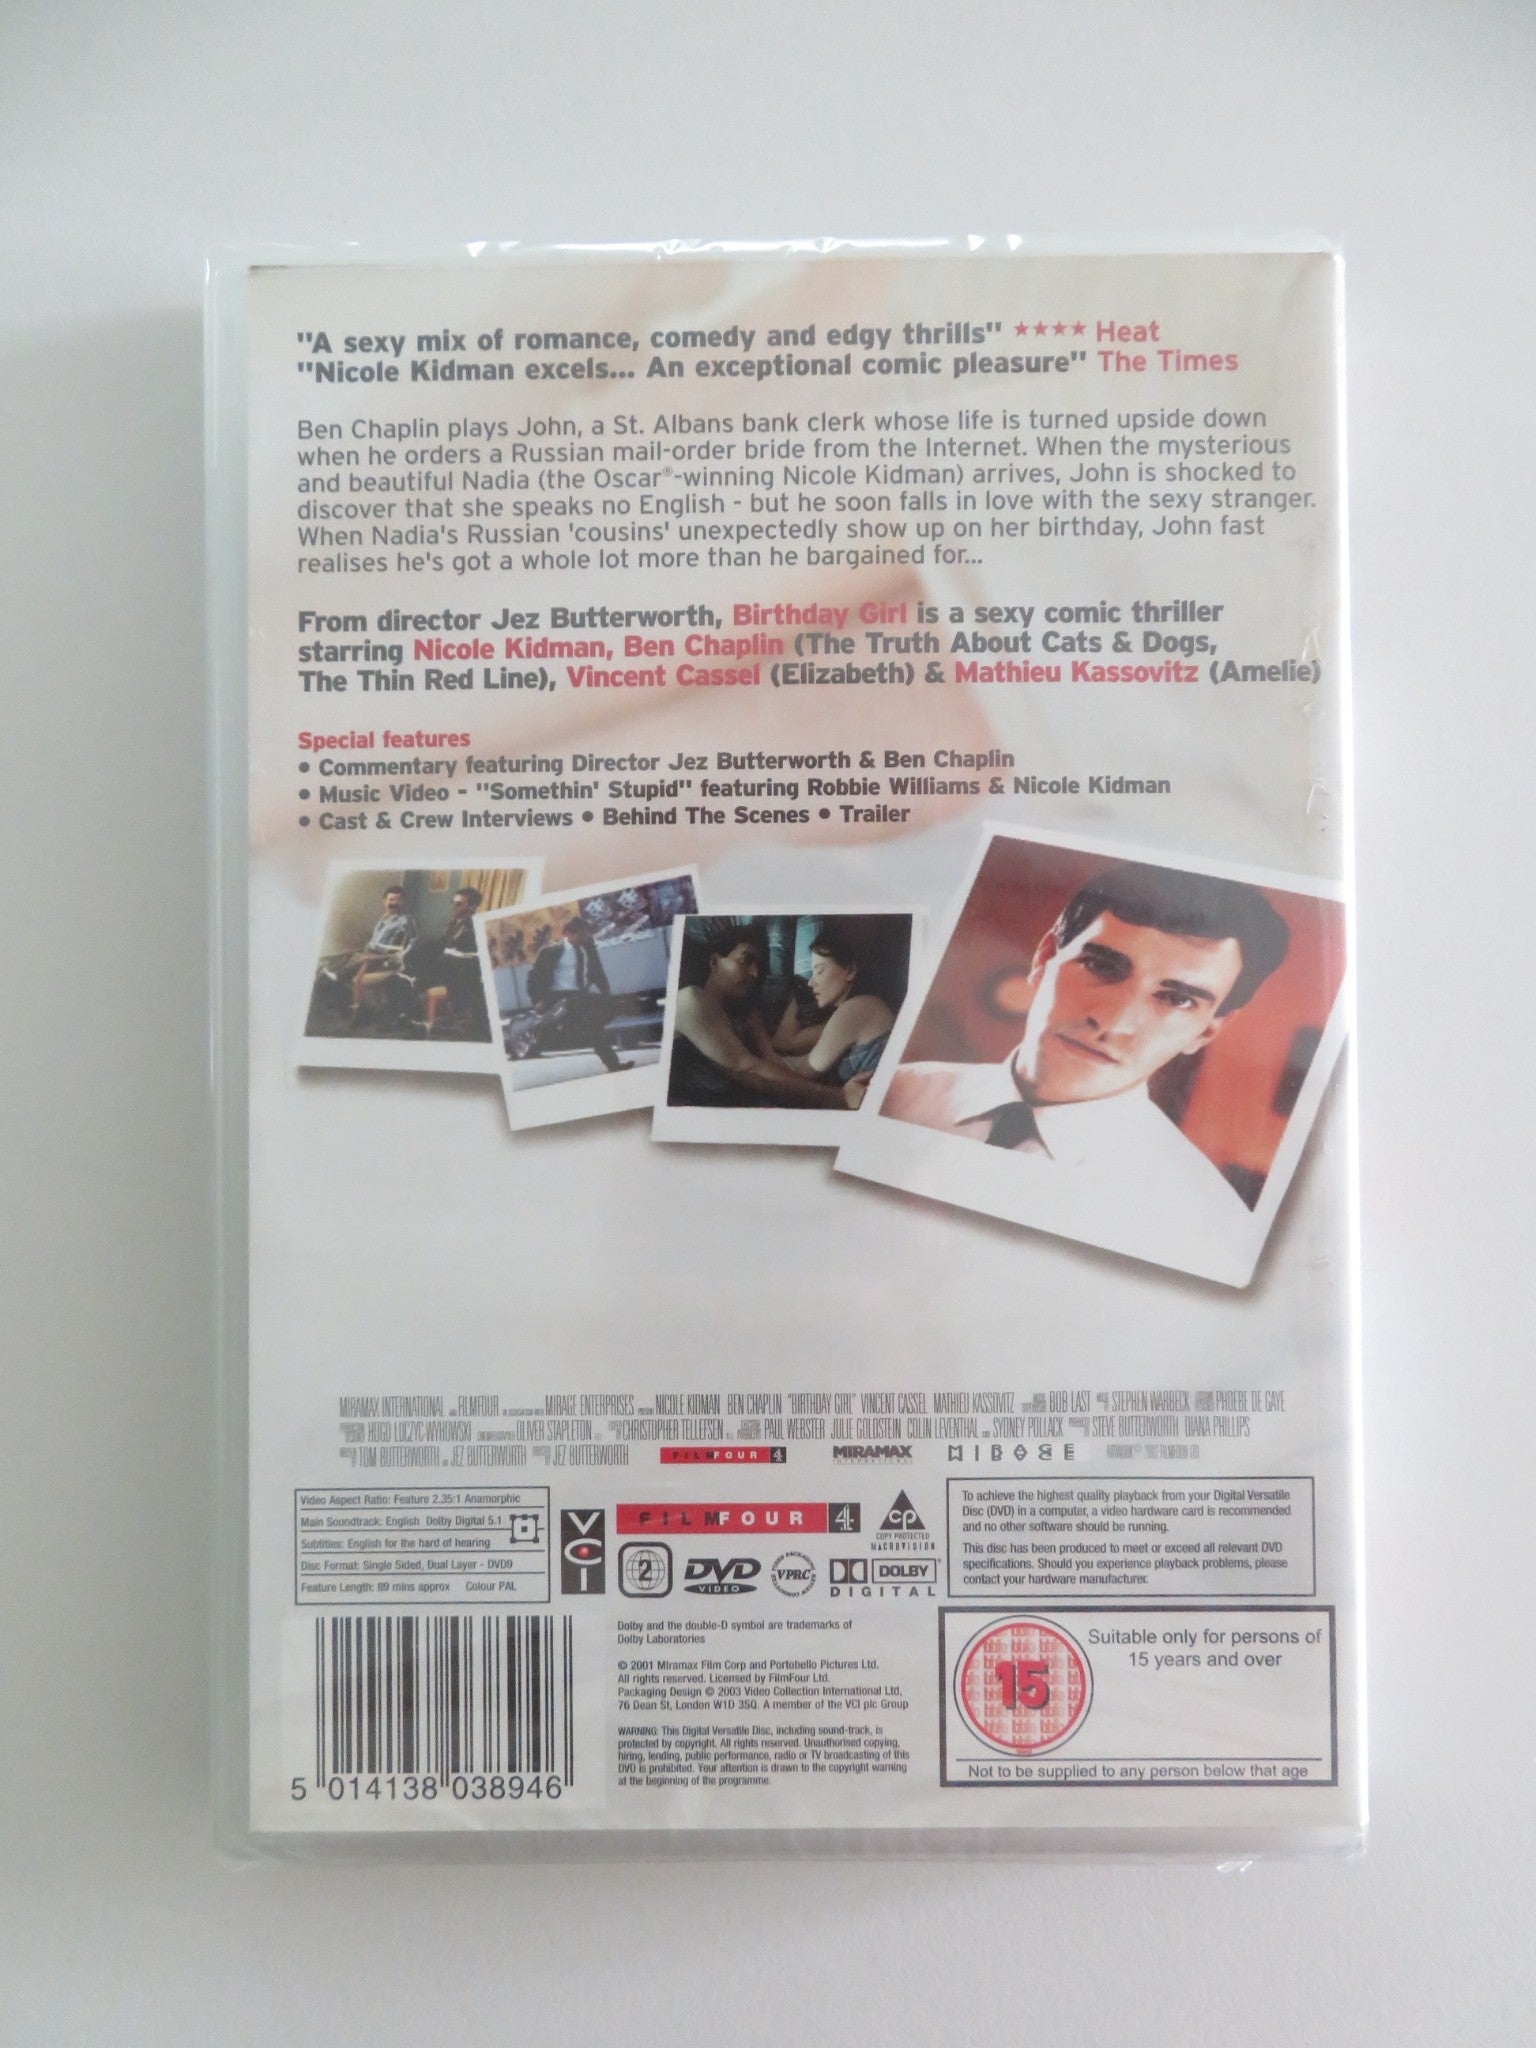 "A sexy mix of romance, comedy and edgy thrills" ★★★★ Heat
"Nicole Kidman excels... An exceptional comic pleasure" The Times
Ben Chaplin plays John, a St. Albans bank clerk whose life is turned upside down
when he orders a Russian mail-order bride from the Internet. When the mysterious
and beautiful Nadia (the Oscar®-winning Nicole Kidman) arrives, John is shocked to
discover that she speaks no English - but he soon falls in love with the sexy stranger.
When Nadia's Russian 'cousins' unexpectedly show up on her birthday, John fast
realises he's got a whole lot more than he bargained for...
From director Jez Butterworth, Birthday Girl is a sexy comic thriller
starring Nicole Kidman, Ben Chaplin (The Truth About Cats & Dogs,
The Thin Red Line), Vincent Cassel (Elizabeth) & Mathieu Kassovitz (Amelie)
Special features
• Commentary featuring Director Jez Butterworth & Ben Chaplin
• Music Video - "Somethin' Stupid" featuring Robbie Williams & Nicole Kidman
• Cast & Crew Interviews • Behind The Scenes • Trailer
MIRAMAX INTERNATIONAL FILMFOUR MIRAGE ENTERPRISES NICOLE KIDMAN BEN CHAPLIN "BIRTHDAY GIRL" VINCENT CASSEL MATHIEU KASSOVITZ BOB LAST STEPHEN WARBECK PHOEBE DE GAYE
HUGO LUCZYC-WYHOWSKI OLIVER STAPLETON CHRISTOPHER TELLEFSEN PAUL WEBSTER JULIE GOLDSTEIN COLIN LEVENTHAL SYDNEY POLLACK STEVE BUTTERWORTH DIANA PHILLIPS
TOM BUTTERWORTH JEZ BUTTERWORTH JEZ BUTTERWORTH FILMFOUR 4 MIRAMAX INTERNATIONAL MIRAGE
Video Aspect Ratio: Feature 2.35:1 Anamorphic
Main Soundtrack: English Dolby Digital 5.1
Subtitles: English for the hard of hearing
Disc Format: Single Sided, Dual Layer - DVD9
Feature Length: 89 mins approx Colour PAL
VCI
FILMFOUR 4
COPY PROTECTED
MACROVISION
2 DVD VIDEO VPRC DOLBY DIGITAL
To achieve the highest quality playback from your Digital Versatile
Disc (DVD) in a computer, a video hardware card is recommended
and no other software should be running.
This disc has been produced to meet or exceed all relevant DVD
specifications. Should you experience playback problems, please
contact your hardware manufacturer.
5 014138 038946
Dolby and the double-D symbol are trademarks of
Dolby Laboratories
© 2001 Miramax Film Corp and Portobello Pictures Ltd.
All rights reserved. Licensed by FilmFour Ltd.
Packaging Design © 2003 Video Collection International Ltd,
76 Dean St, London W1D 3SQ. A member of the VCI plc Group
WARNING: This Digital Versatile Disc, including sound-track, is
protected by copyright. All rights reserved. Unauthorised copying,
hiring, lending, public performance, radio or TV broadcasting of this
DVD is prohibited. Your attention is drawn to the copyright warning
at the beginning of the programme.
15
Suitable only for persons of
15 years and over
Not to be supplied to any person below that age